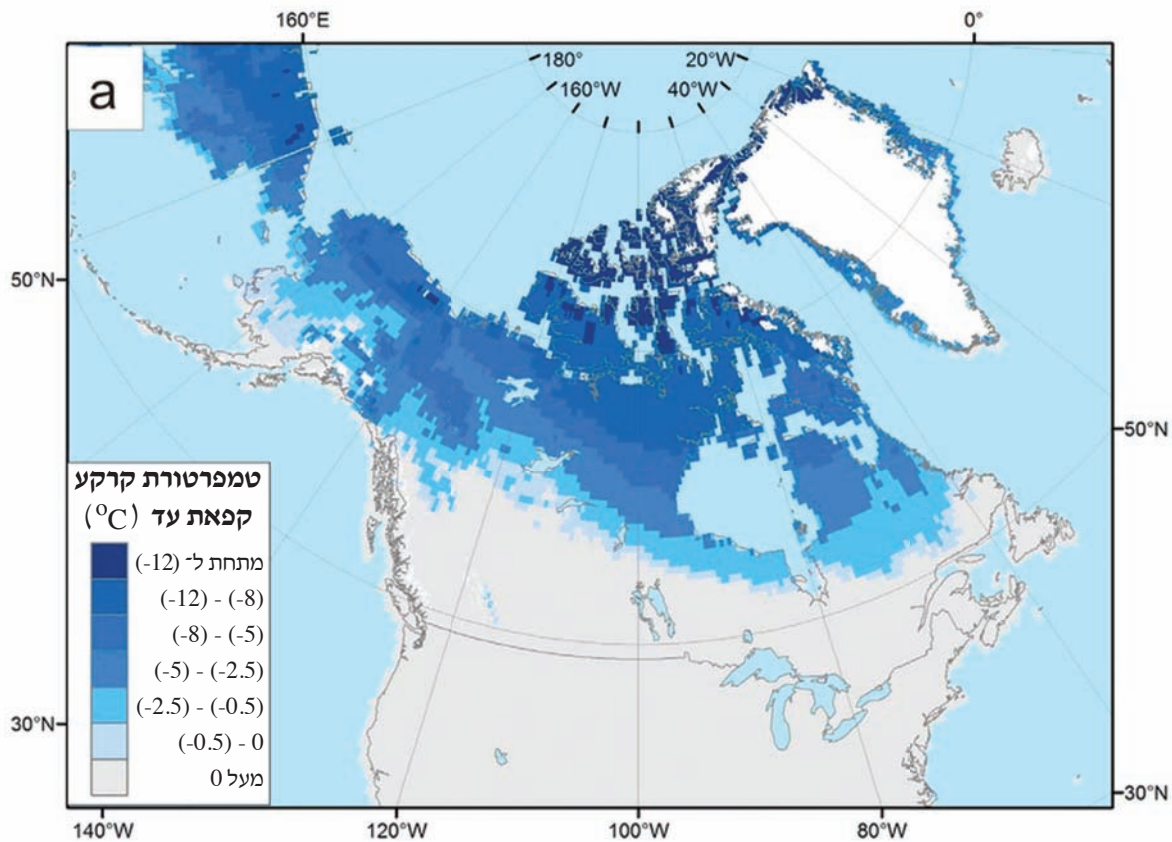 160°E
0°
a
180°
20°W
160°W
40°W
50°N
50°N
טמפרטורת קרקע
קפאת עד (°C)
מתחת ל־ (-12)
(-12) - (-8)
(-8) - (-5)
(-5) - (-2.5)
(-2.5) - (-0.5)
(-0.5) - 0
מעל 0
30°N
30°N
140°W
120°W
100°W
80°W